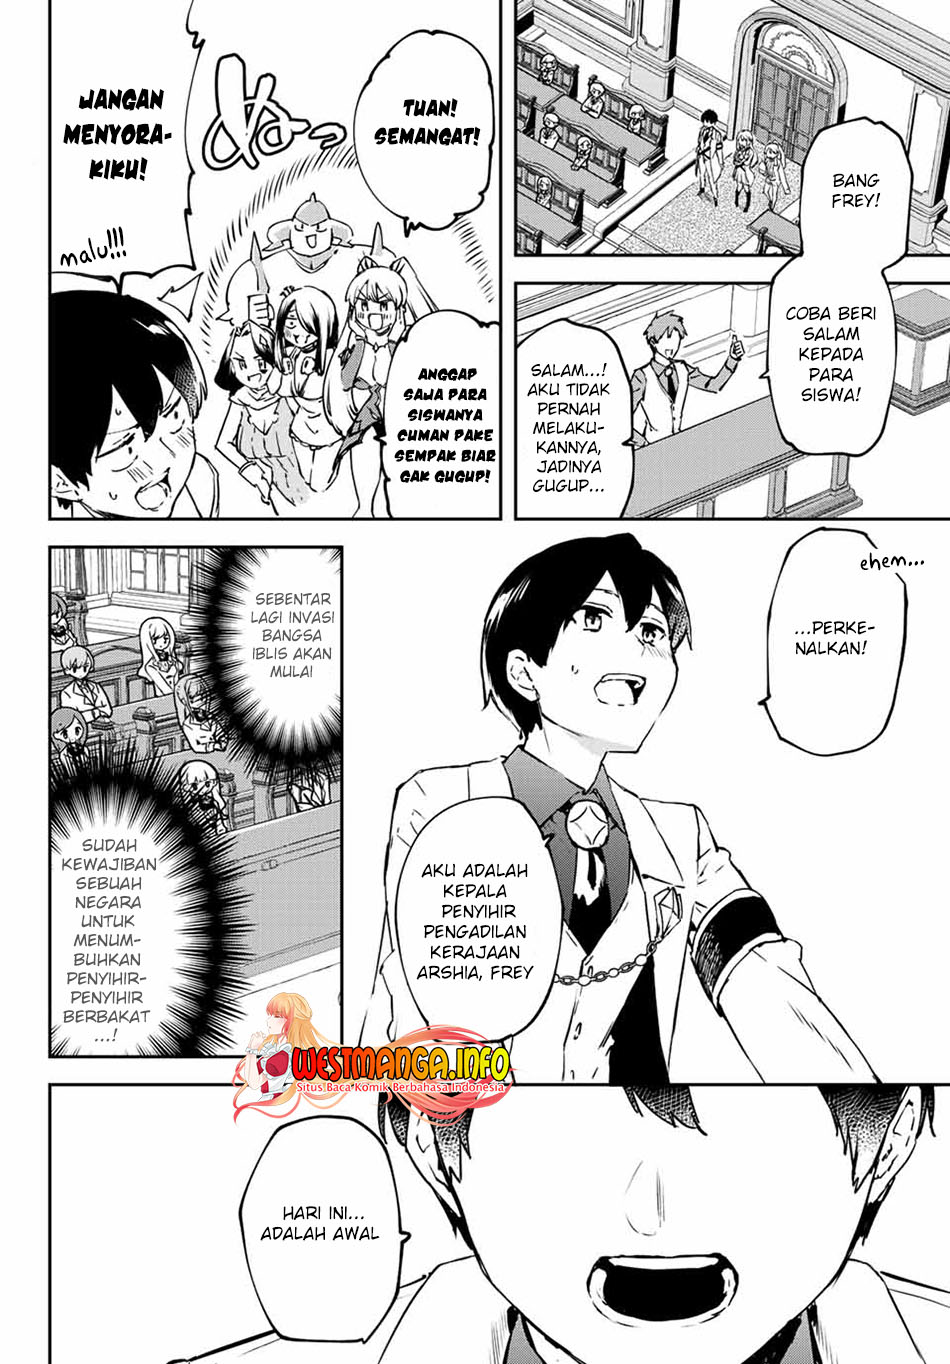 BANG
FREY!
COBA BERI
SALAM
KEPADA
PARA
SISWA!
SALAM...!
AKU TIDAK
PERNAH
MELAKU-
KANNYA,
JADINYA
GUGUP...
TUAN!
SEMANGAT!
めっ
JANGAN
MENYORA-
KIKU!
malu!!!
ANGGAP
SAJA PARA
SISWANYA
CUMAN PAKE
SEMPAK BIAR
GAK GUGUP!
ehem...
...PERKE-
NALKAN!
AKU ADALAH
KEPALA
PENYIHIR
PENGADILAN
KERAJAAN
ARSHIA, FREY
SEBENTAR
LAGI INVASI
BANGSA
IBLIS AKAN
MULAI
SUDAH
KEWAJIBAN
SEBUAH
NEGARA
UNTUK
MENUM-
BUHKAN
PENYIHIR-
PENYIHIR
BERBAKAT
...!
WESTMANGA.INFO
Situs Baca Komik Berbahasa Indonesia
HARI INI...
ADALAH AWAL